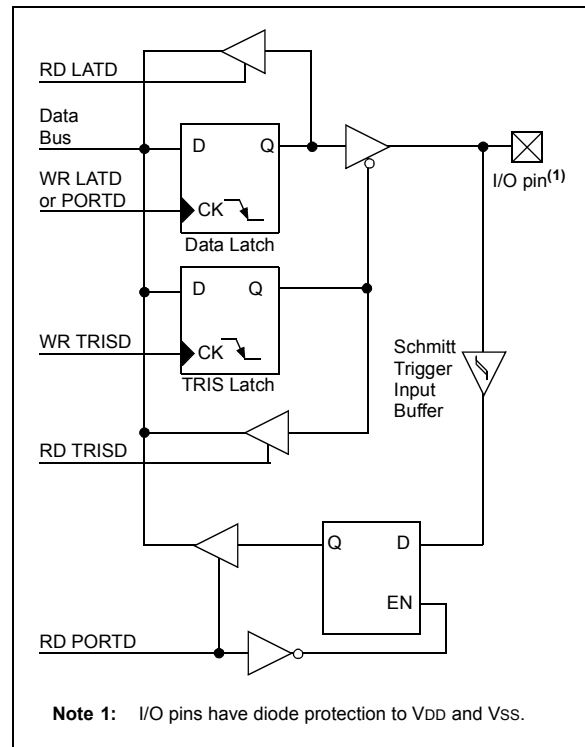 RD LATD
Data
Bus
D Q
I/O pin(1)
WR LATD
or PORTD
CK
Data Latch
D Q
WR TRISD
CK
TRIS Latch
Schmitt
Trigger
Input
Buffer
RD TRISD
Q D
EN
RD PORTD
Note 1: I/O pins have diode protection to VDD and VSS.